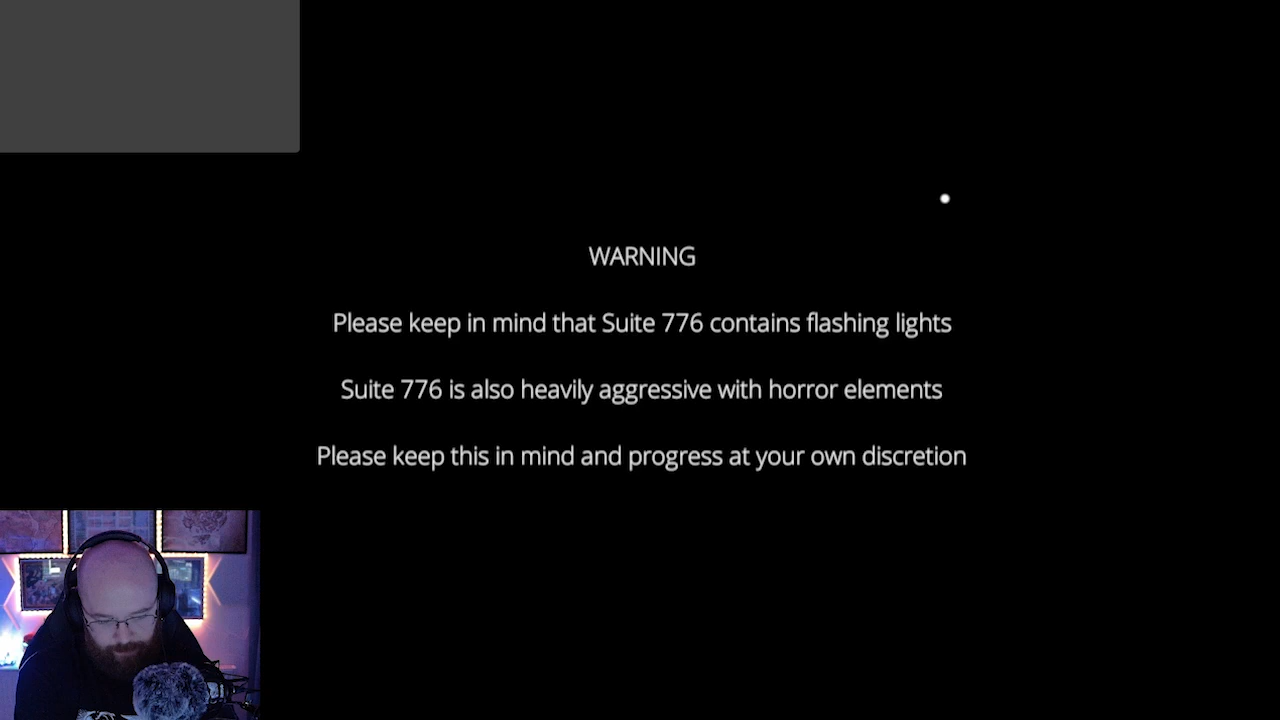 WARNING
Please keep in mind that Suite 776 contains flashing lights
Suite 776 is also heavily aggressive with horror elements
Please keep this in mind and progress at your own discretion